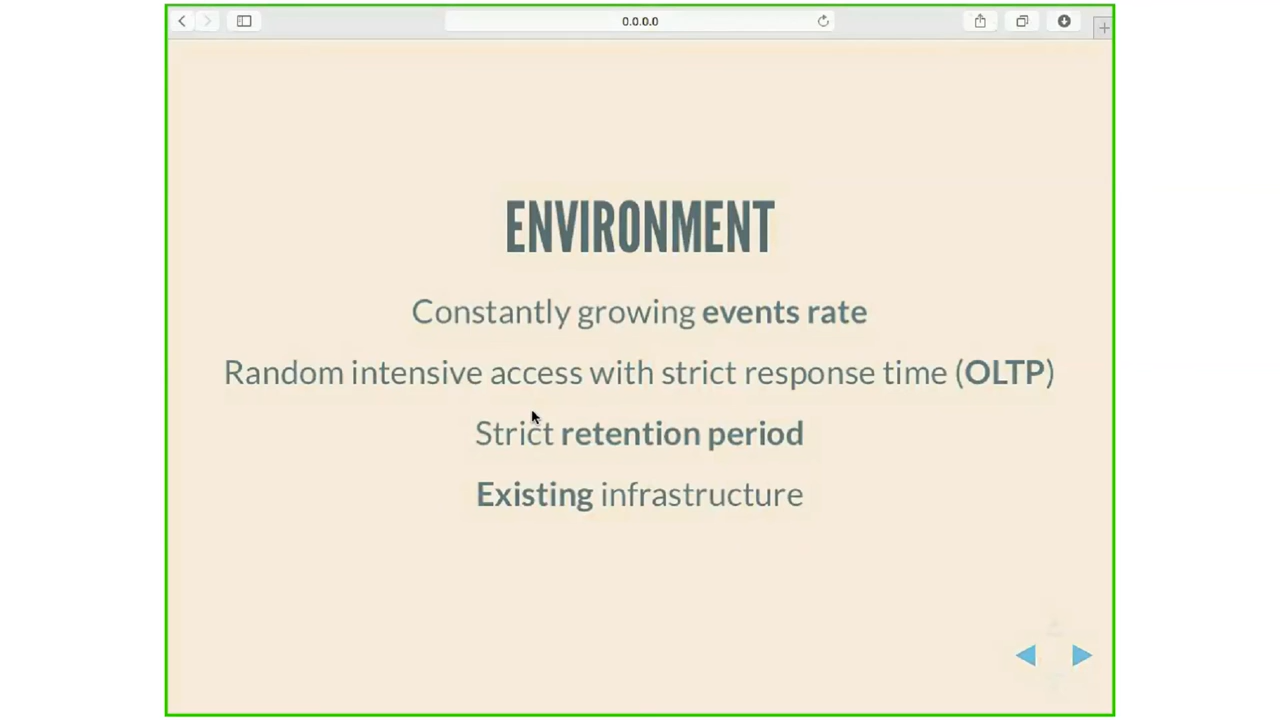 0.0.0.0
ENVIRONMENT
Constantly growing events rate
Random intensive access with strict response time (OLTP)
Strict retention period
Existing infrastructure